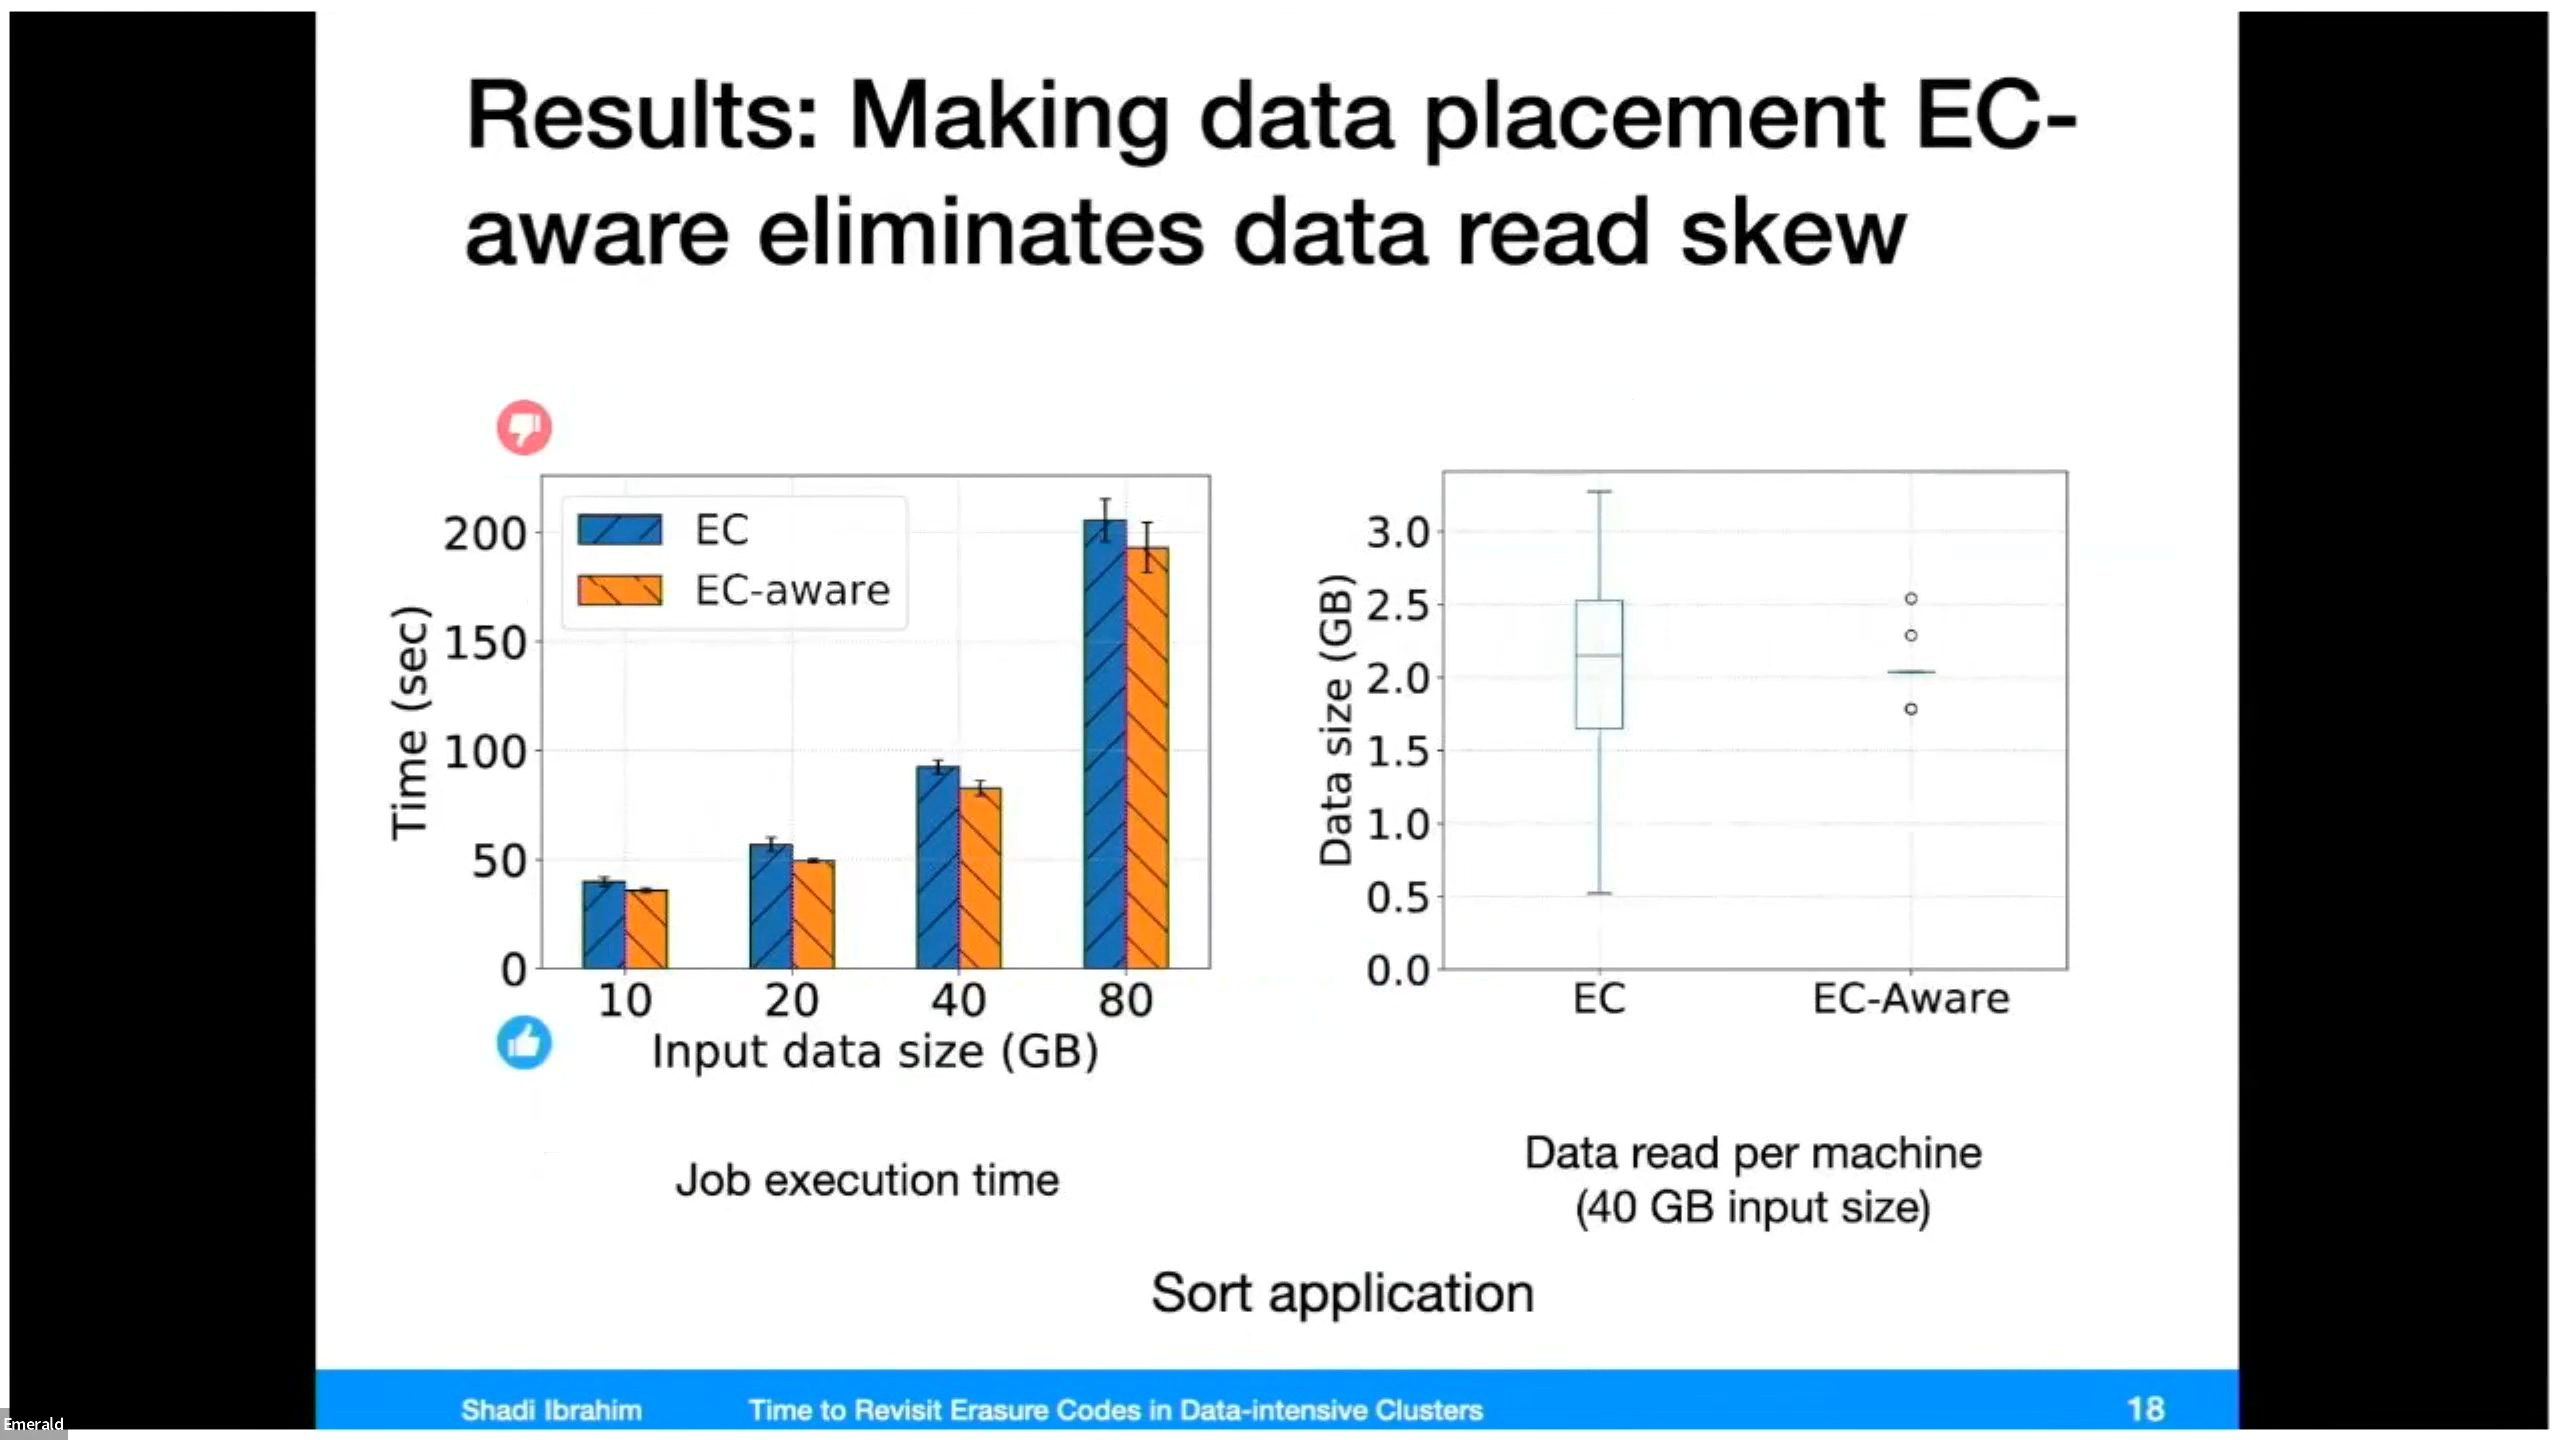 Results: Making data placement EC-
aware eliminates data read skew
EC
EC-aware
200
150
100
50
0
Time (sec)
10 20 40 80
Input data size (GB)
Job execution time
3.0
2.5
2.0
1.5
1.0
0.5
0.0
Data size (GB)
EC EC-Aware
Data read per machine
(40 GB input size)
Sort application
Shadi Ibrahim Time to Revisit Erasure Codes in Data-intensive Clusters 18
Emerald